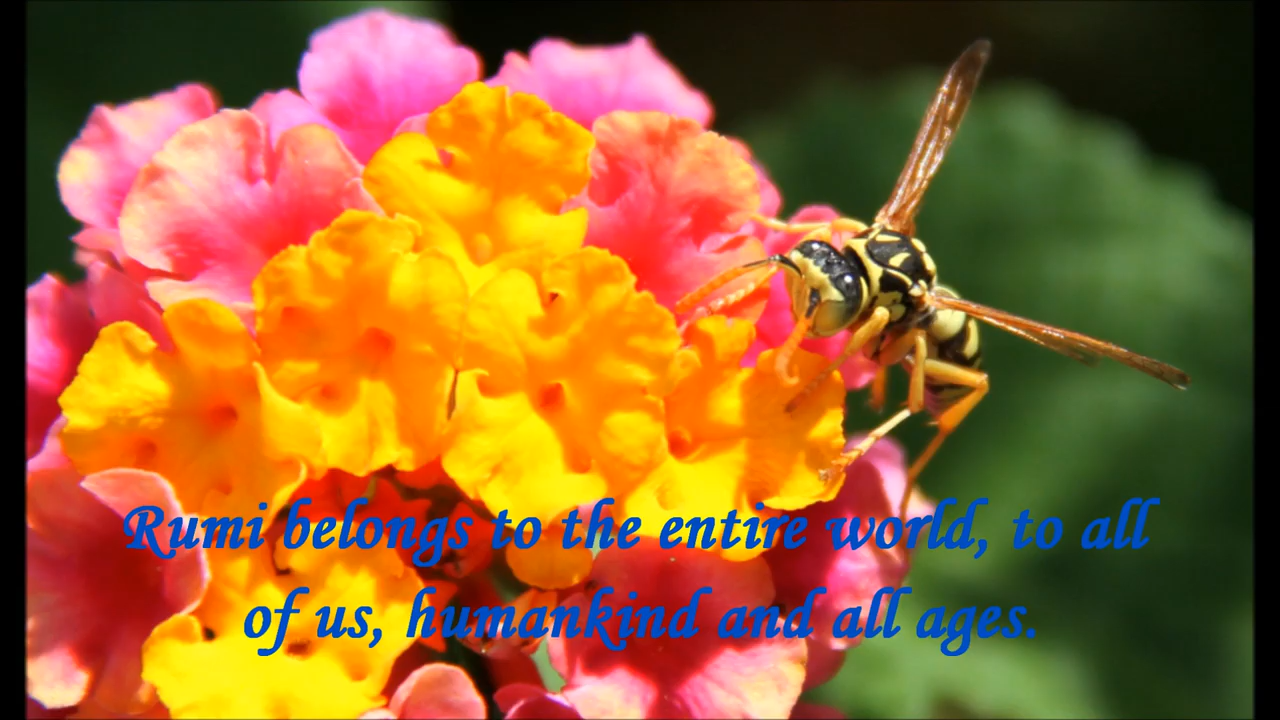 Rumi belongs to the entire world, to all
of us, humankind and all ages.